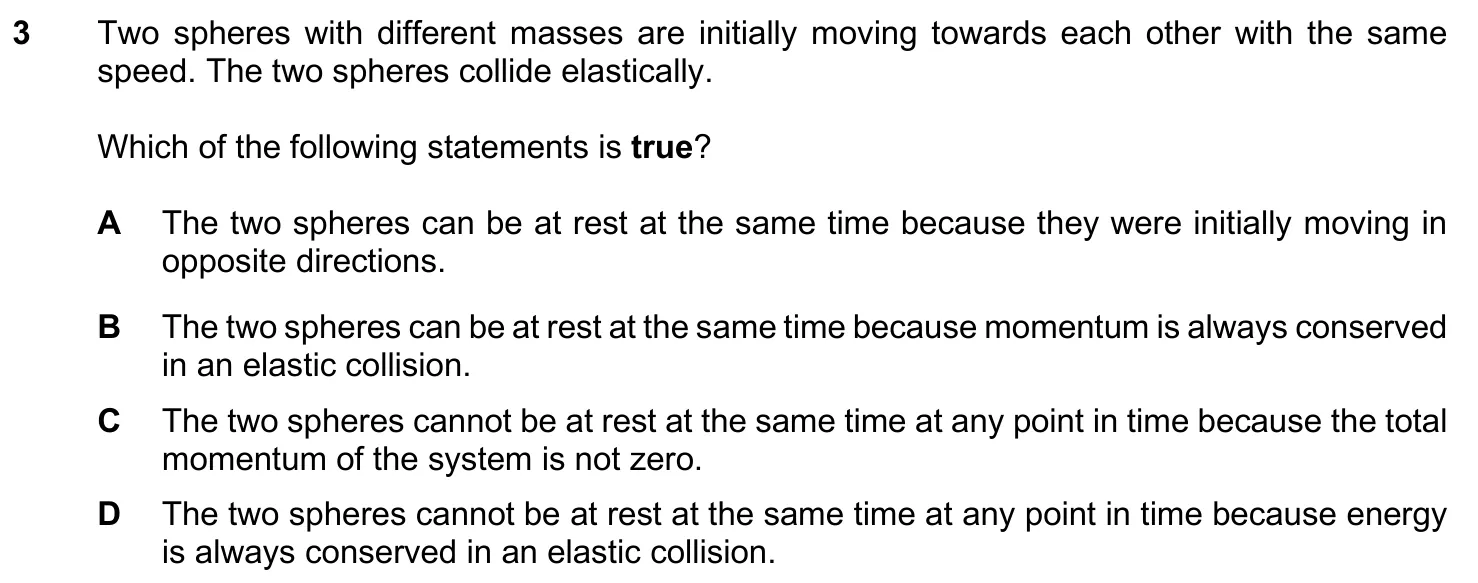 3 Two spheres with different masses are initially moving towards each other with the same
speed. The two spheres collide elastically.
Which of the following statements is true?
A The two spheres can be at rest at the same time because they were initially moving in
opposite directions.
B The two spheres can be at rest at the same time because momentum is always conserved
in an elastic collision.
C The two spheres cannot be at rest at the same time at any point in time because the total
momentum of the system is not zero.
D The two spheres cannot be at rest at the same time at any point in time because energy
is always conserved in an elastic collision.